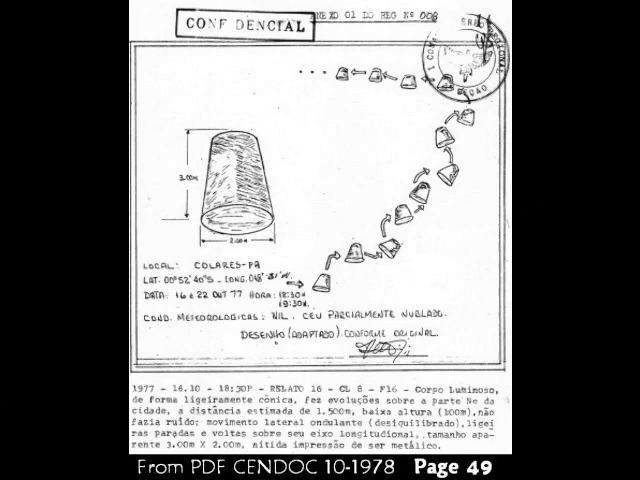 CONF DENCIAL
ANEXO 01 DO REG Nº 008
3.00M
2.00M
LOCAL: COLARES-PA
LAT. 00°52'40"S - LONG. 048°
DATA: 16 e 22 OUT 77 HORA: 18:30H
19:30H.
COND. METEOROLOGICAS: NIL. CEU PARCIALMENTE NUBLADO.
DESENHO (ADAPTADO) CONFORME ORIGINAL.
1977 - 16.10 - 18:30P - RELATO 16 - CL 8 - F16 - Corpo Luminoso,
de forma ligeiramente cônica, fez evoluções sobre a parte Ne da
cidade, a distância estimada de 1.500m, baixa altura (100m), não
fazia ruído; movimento lateral ondulante (desiquilibrado), ligei
ras paradas e voltas sobre seu eixo longitudional, tamanho apa-
rente 3.00m X 2.00m, nitida impressão de ser metálico.
From PDF CENDOC 10-1978 Page 49